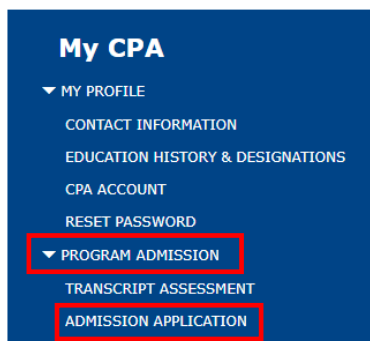 My CPA
MY PROFILE
CONTACT INFORMATION
EDUCATION HISTORY & DESIGNATIONS
CPA ACCOUNT
RESET PASSWORD
PROGRAM ADMISSION
TRANSCRIPT ASSESSMENT
ADMISSION APPLICATION